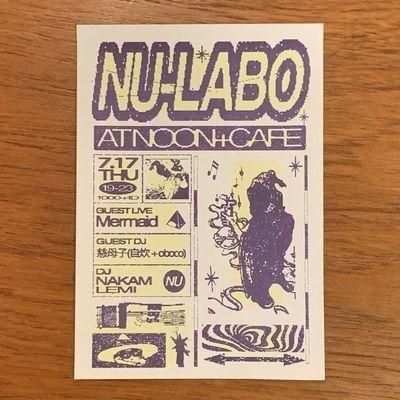 NU-LABO
AT NOON+CAFE
7.17
THU
19-23
1000+1D
GUEST LIVE
Mermaid
GUEST DJ
慈母子(自炊+oboco)
DJ
NAKAM
LEMI
NU